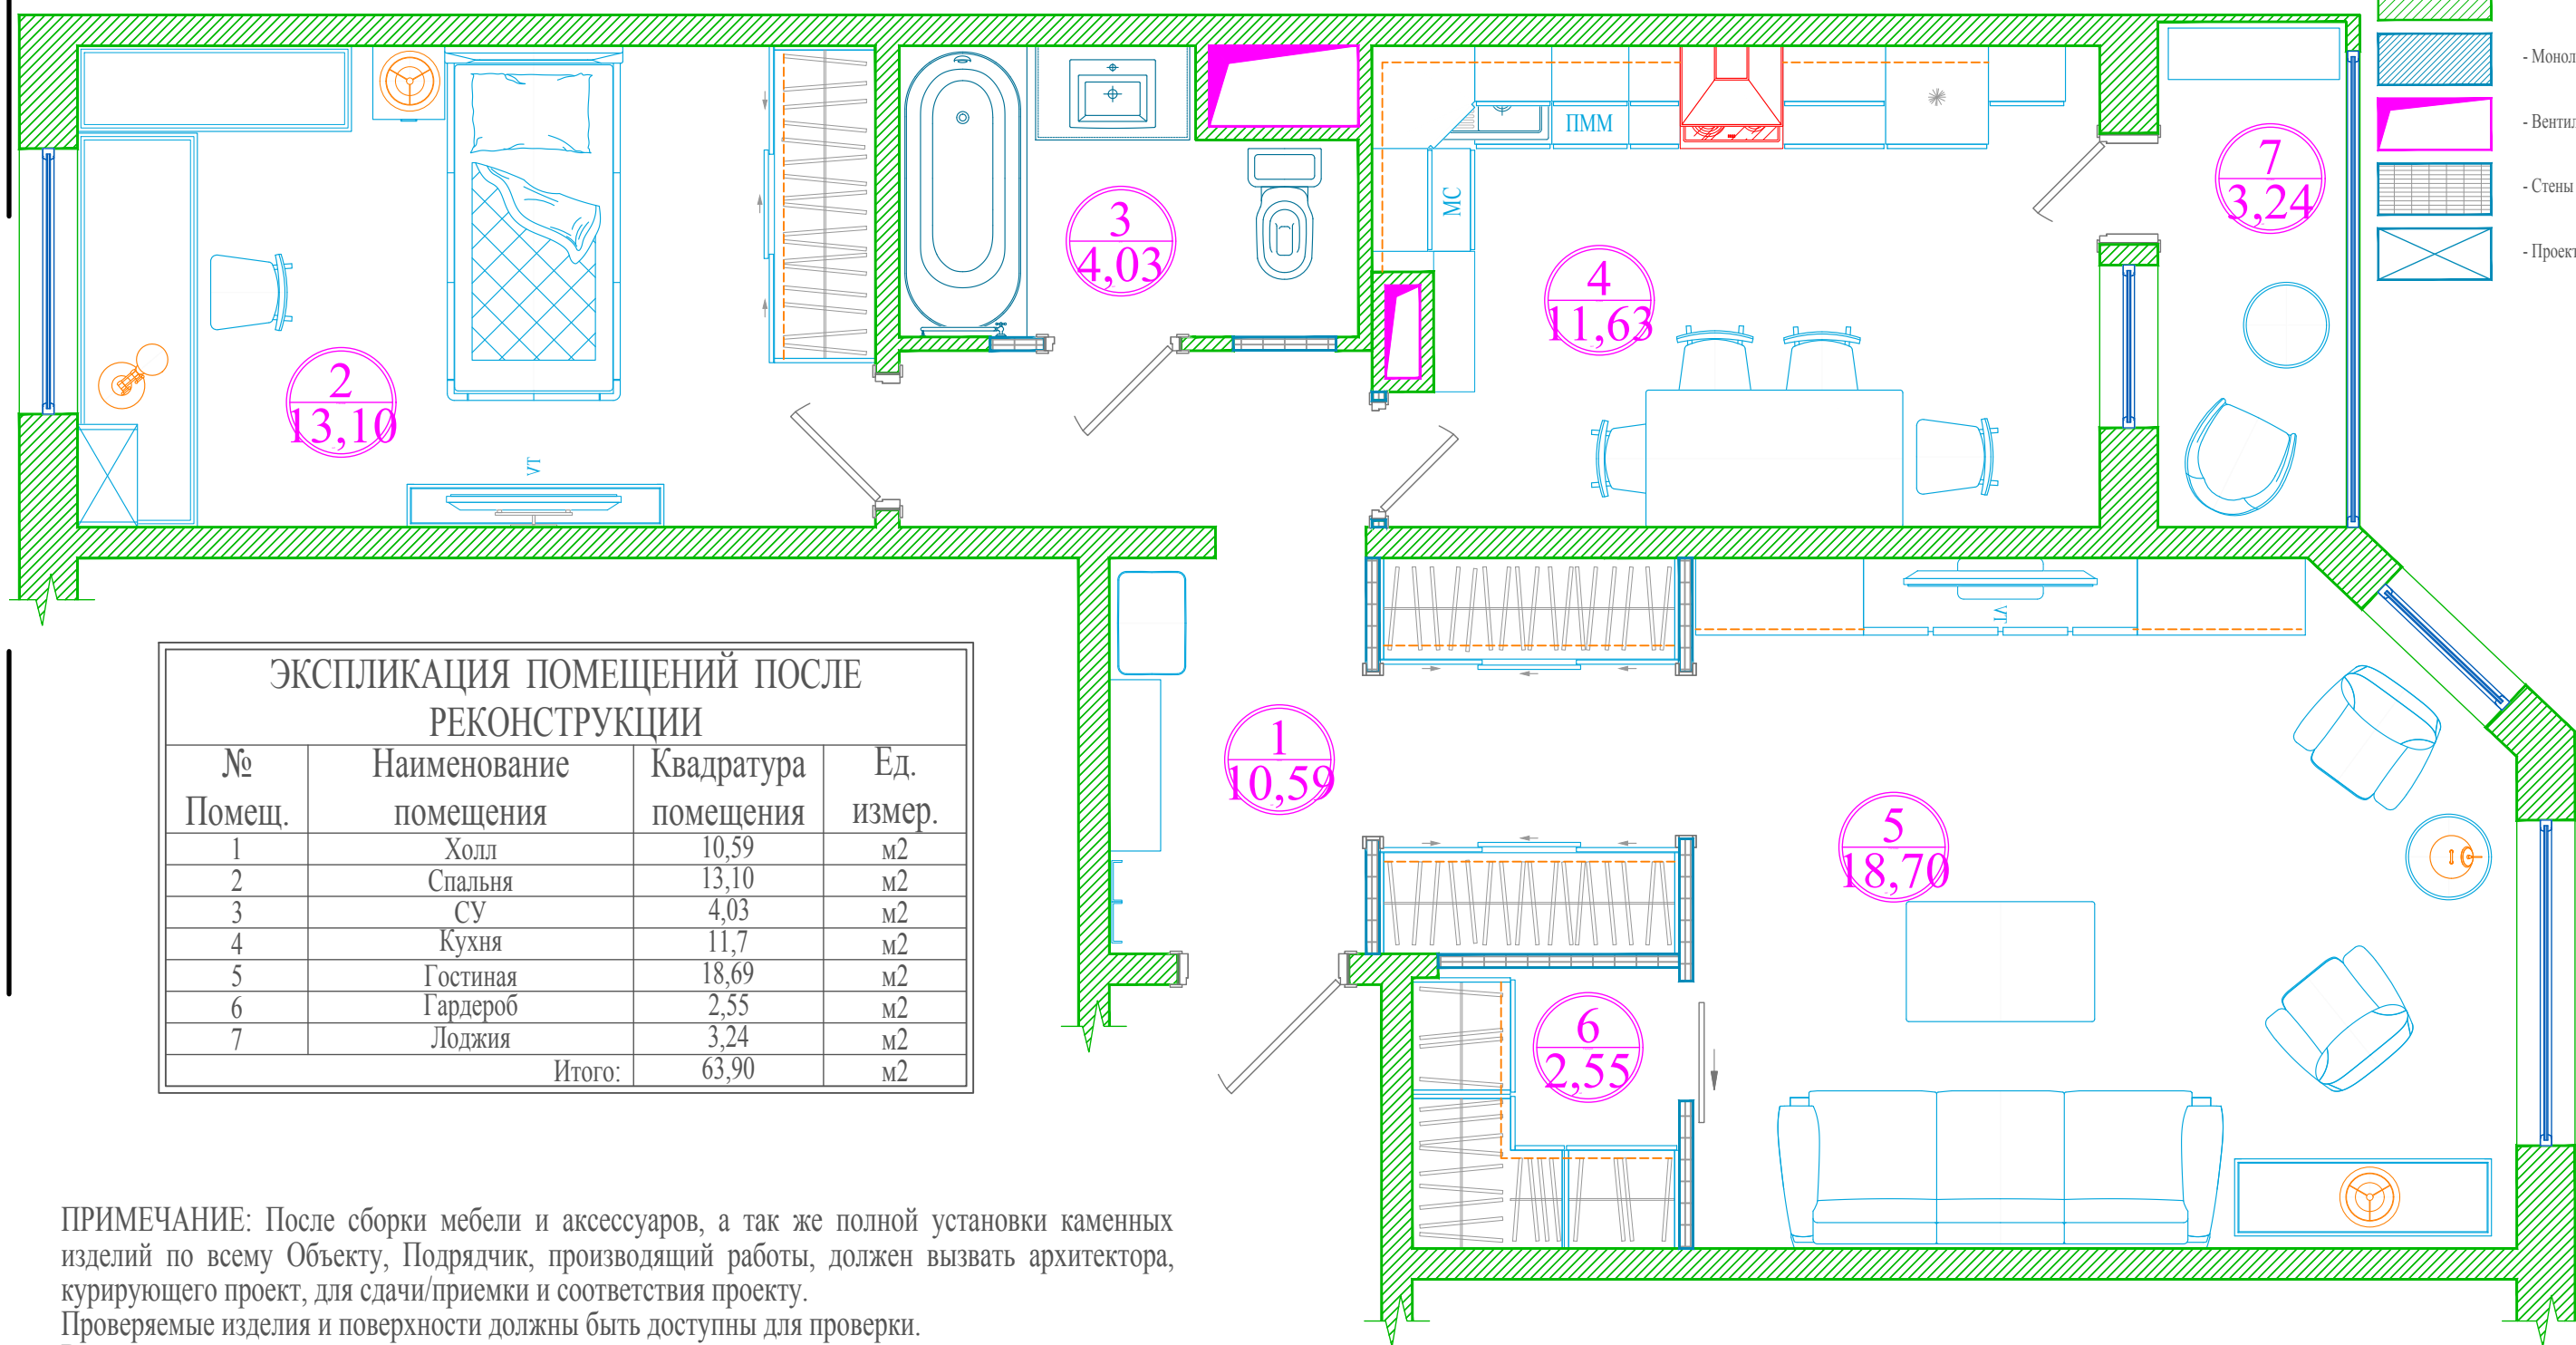 - Монол
- Вентил
- Стены
- Проект
ПММ
МС
VT
VT
1
10,59
2
13,10
3
4,03
4
11,63
5
18,70
6
2,55
7
3,24
ЭКСПЛИКАЦИЯ ПОМЕЩЕНИЙ ПОСЛЕ
РЕКОНСТРУКЦИИ
№ Наименование Квадратура Ед.
Помещ. помещения помещения измер.
1 Холл 10,59 м2
2 Спальня 13,10 м2
3 СУ 4,03 м2
4 Кухня 11,7 м2
5 Гостиная 18,69 м2
6 Гардероб 2,55 м2
7 Лоджия 3,24 м2
Итого: 63,90 м2
ПРИМЕЧАНИЕ: После сборки мебели и аксессуаров, а так же полной установки каменных
изделий по всему Объекту, Подрядчик, производящий работы, должен вызвать архитектора,
курирующего проект, для сдачи/приемки и соответствия проекту.
Проверяемые изделия и поверхности должны быть доступны для проверки.